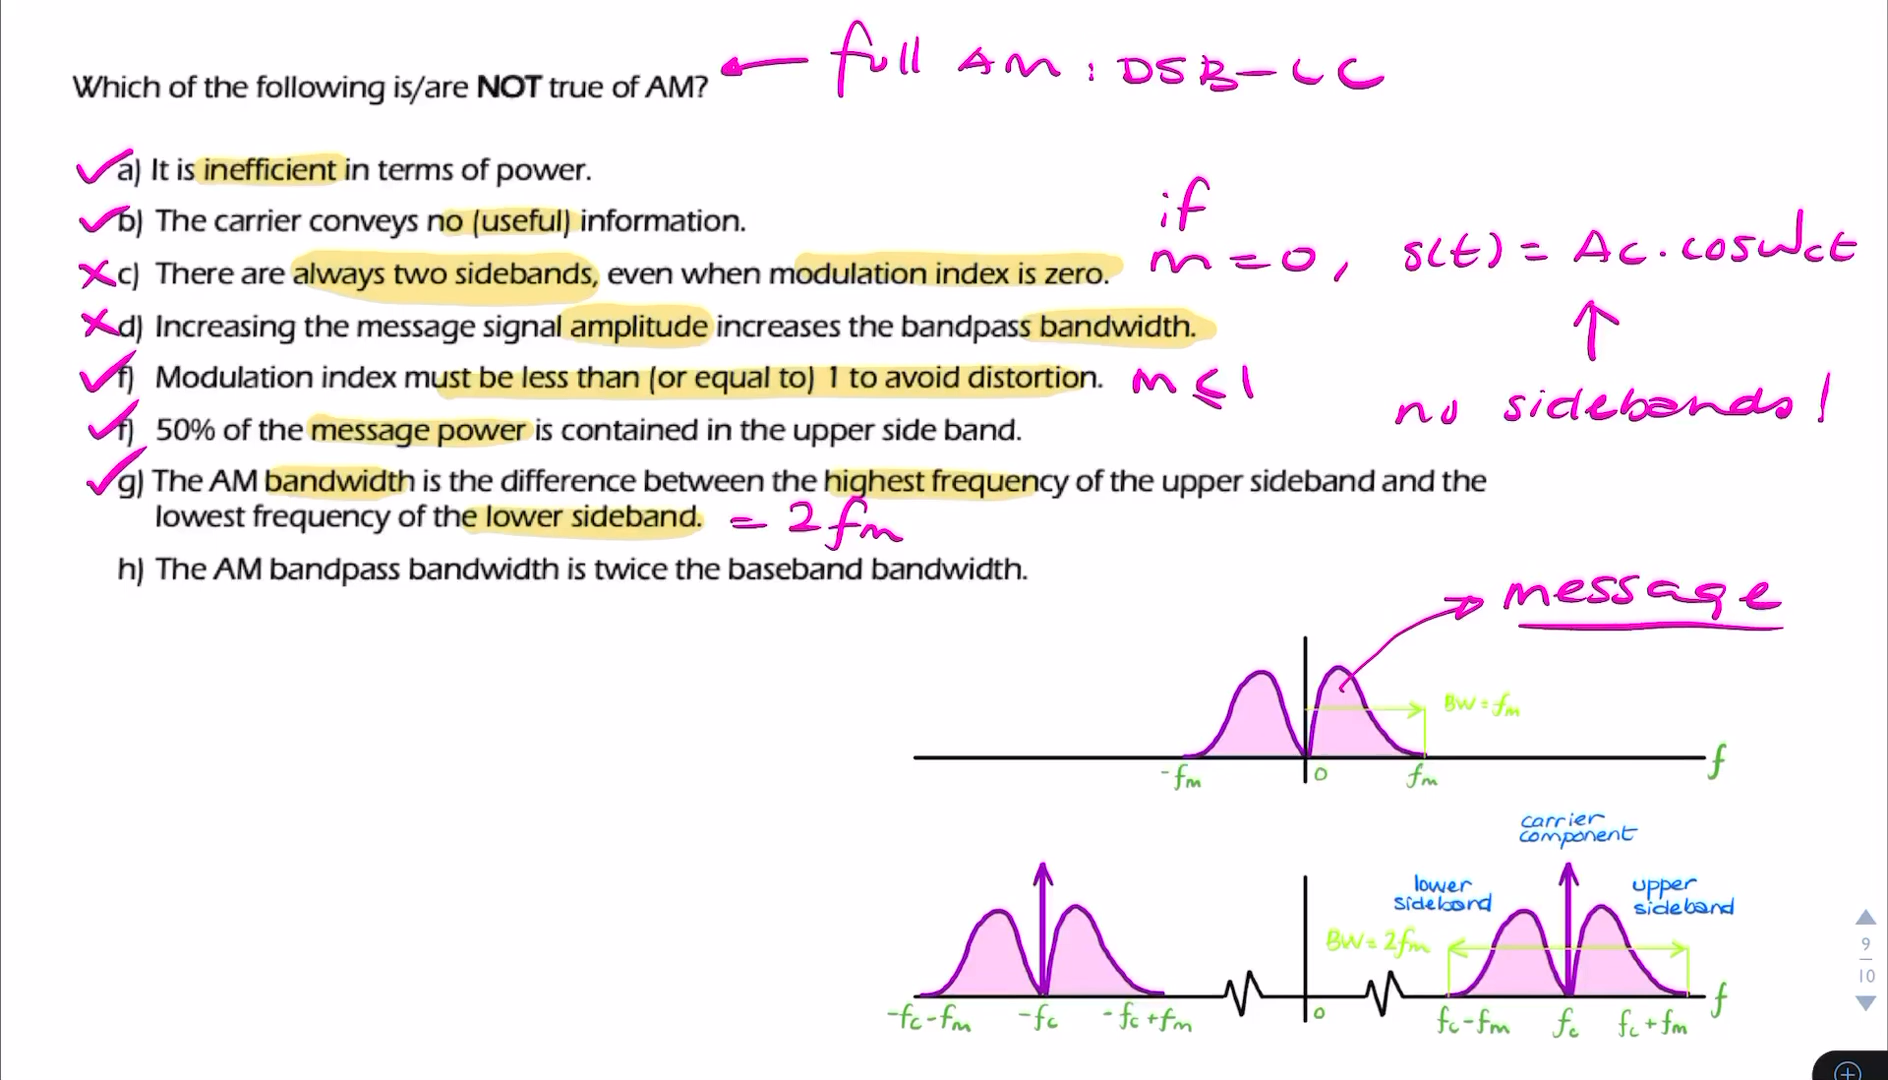 Which of the following is/are NOT true of AM? ← full AM : DSB-LC
✓ a) It is inefficient in terms of power.
✓ b) The carrier conveys no (useful) information.
if
✗ c) There are always two sidebands, even when modulation index is zero. m = 0, s(t) = Ac . cos ωct
✗ d) Increasing the message signal amplitude increases the bandpass bandwidth.
✓ f) Modulation index must be less than (or equal to) 1 to avoid distortion. m ≤ 1
no sidebands!
✓ f) 50% of the message power is contained in the upper side band.
✓ g) The AM bandwidth is the difference between the highest frequency of the upper sideband and the
lowest frequency of the lower sideband. = 2fm
h) The AM bandpass bandwidth is twice the baseband bandwidth.
message
BW = fm
-fm 0 fm f
carrier
component
lower
sideband
upper
sideband
BW = 2fm
-fc-fm -fc -fc+fm 0 fc-fm fc fc+fm f
9
10